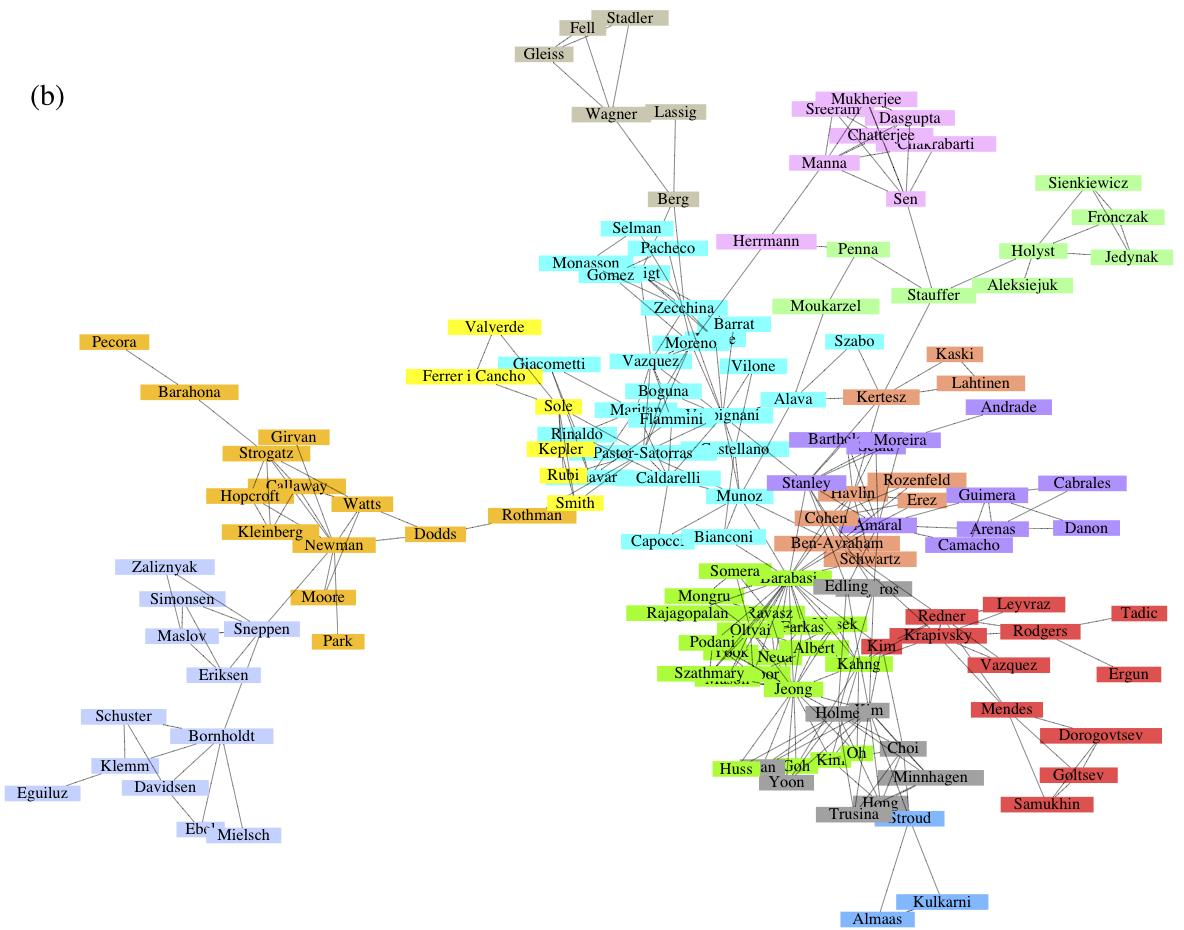 (b)
Stadler
Fell
Gleiss
Wagner
Lassig
Berg
Mukherjee
Sreeram
Dasgupta
Chatterjee
Chakrabarti
Manna
Sen
Herrmann
Sienkiewicz
Fronczak
Holyst
Jedynak
Aleksiejuk
Penna
Stauffer
Moukarzel
Selman
Pacheco
Monasson
Gomez
Zecchina
Barrat
Moreno
Vazquez
Vilone
Szabo
Boguna
Alava
Flammini
Giacometti
Rinaldo
Pastor-Satorras
Caldarelli
Munoz
Bianconi
Valverde
Ferrer i Cancho
Sole
Kepler
Rubi
Smith
Kaski
Lahtinen
Kertesz
Andrade
Moreira
Stanley
Rozenfeld
Havlin
Erez
Cohen
Ben-Avraham
Schwartz
Amaral
Guimera
Cabrales
Arenas
Danon
Camacho
Pecora
Barahona
Girvan
Strogatz
Callaway
Hopcroft
Watts
Kleinberg
Newman
Dodds
Rothman
Moore
Park
Zaliznyak
Simonsen
Maslov
Sneppen
Eriksen
Schuster
Bornholdt
Klemm
Davidsen
Eguiluz
Mielsch
Somera
Barabasi
Mongru
Rajagopalan
Ravasz
Oltvai
Farkas
Podani
Albert
Szathmary
Kahng
Jeong
Huss
Goh
Oh
Edling
Holme
Choi
Yoon
Minnhagen
Hong
Trusina
Redner
Leyvraz
Tadic
Kim
Krapivsky
Rodgers
Vazquez
Ergun
Mendes
Dorogovtsev
Goltsev
Samukhin
Stroud
Kulkarni
Almaas